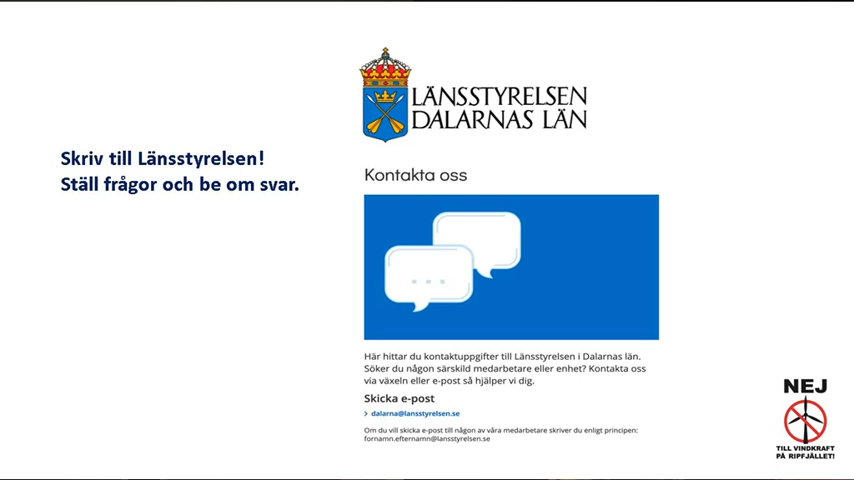 LÄNSSTYRELSEN
DALARNAS LÄN
Skriv till Länsstyrelsen!
Ställ frågor och be om svar.
Kontakta oss
Här hittar du kontaktuppgifter till Länsstyrelsen i Dalarnas län.
Söker du någon särskild medarbetare eller enhet? Kontakta oss
via växeln eller e-post så hjälper vi dig.
Skicka e-post
> dalarna@lansstyrelsen.se
Om du vill skicka e-post till någon av våra medarbetare skriver du enligt principen:
fornamn.efternamn@lansstyrelsen.se
NEJ
TILL VINDKRAFT
PÅ RIPFJÄLLET!